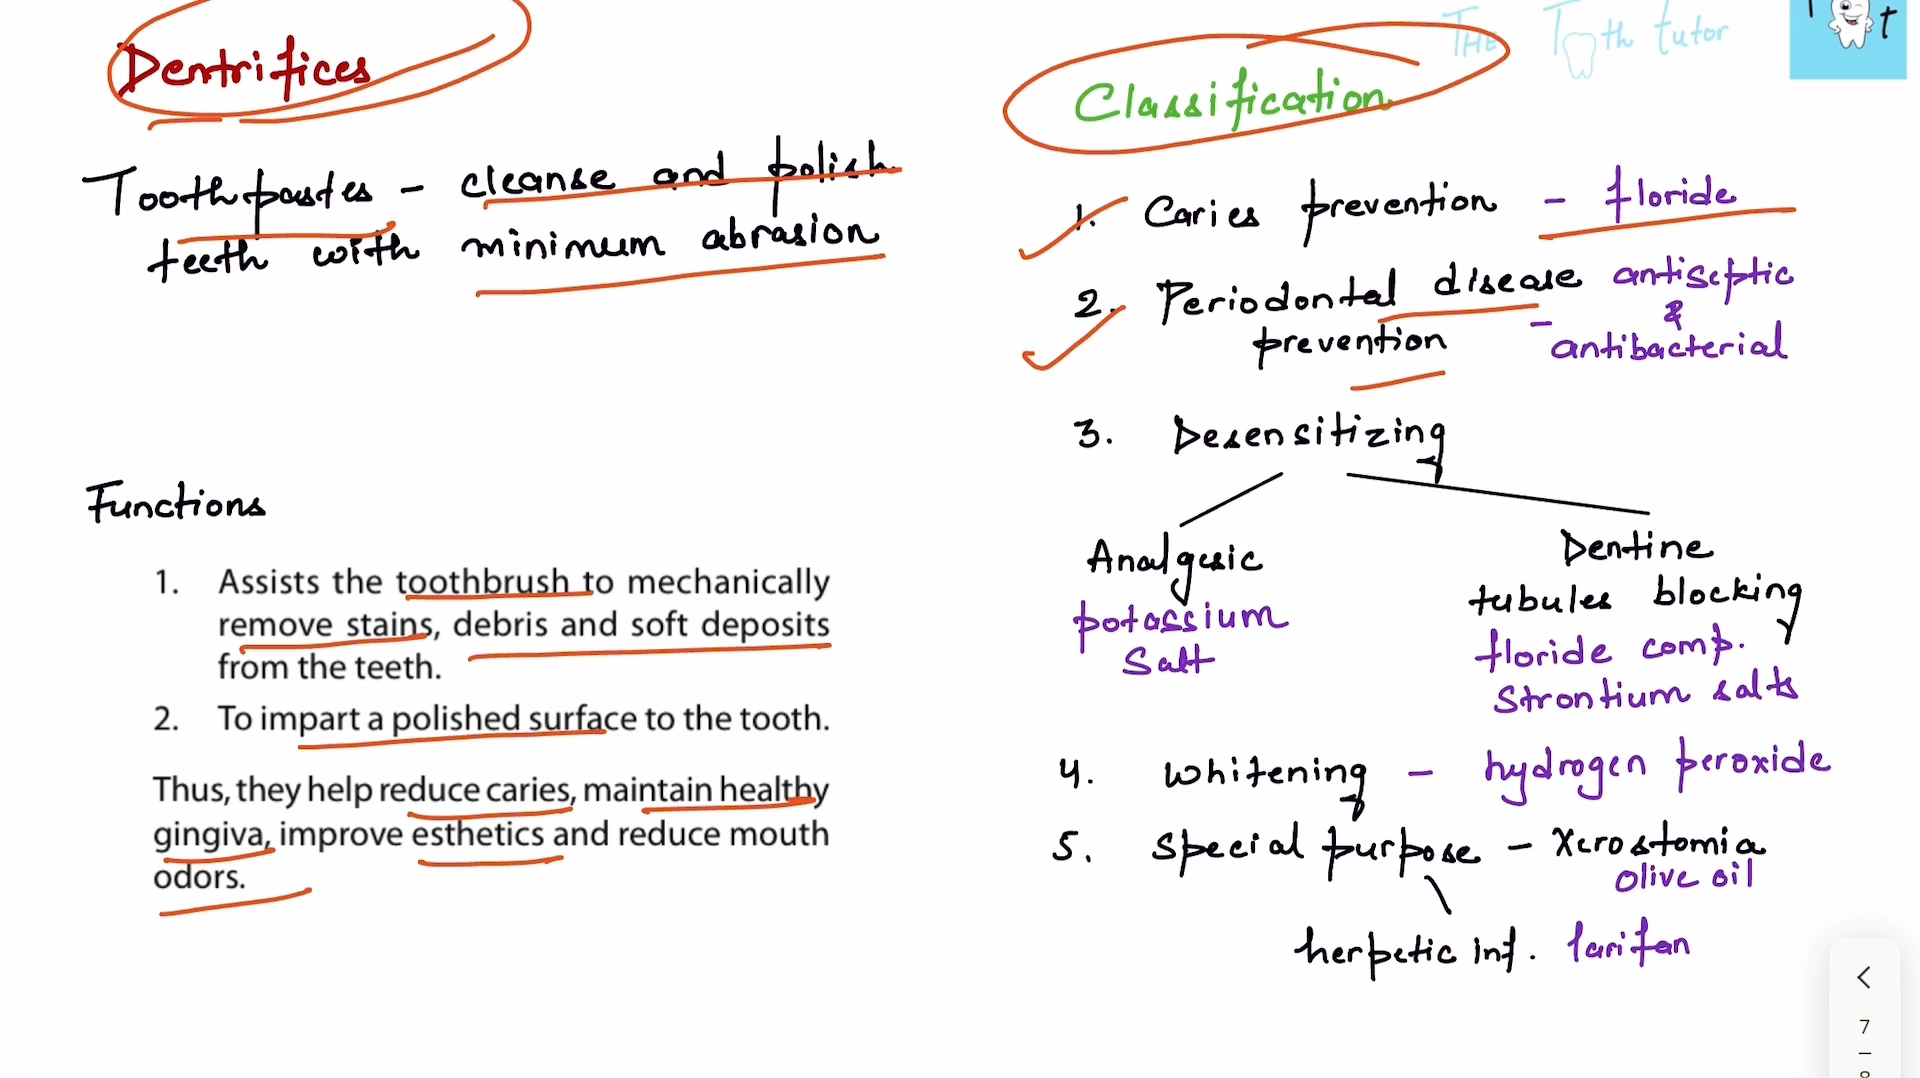 Dentrifices
Toothpastes - cleanse and polish
teeth with minimum abrasion
Functions
1. Assists the toothbrush to mechanically
remove stains, debris and soft deposits
from the teeth.
2. To impart a polished surface to the tooth.
Thus, they help reduce caries, maintain healthy
gingiva, improve esthetics and reduce mouth
odors.
THE Tooth tutor
t
Classification
1. Caries prevention - floride
2. Periodontal disease antiseptic
&
prevention - antibacterial
3. Desensitizing
Analgesic
potassium
Salt
Dentine
tubules blocking
floride comp.
Strontium salts
4. whitening - hydrogen peroxide
5. special purpose - Xerostomia
olive oil
herpetic inf. larifan
7